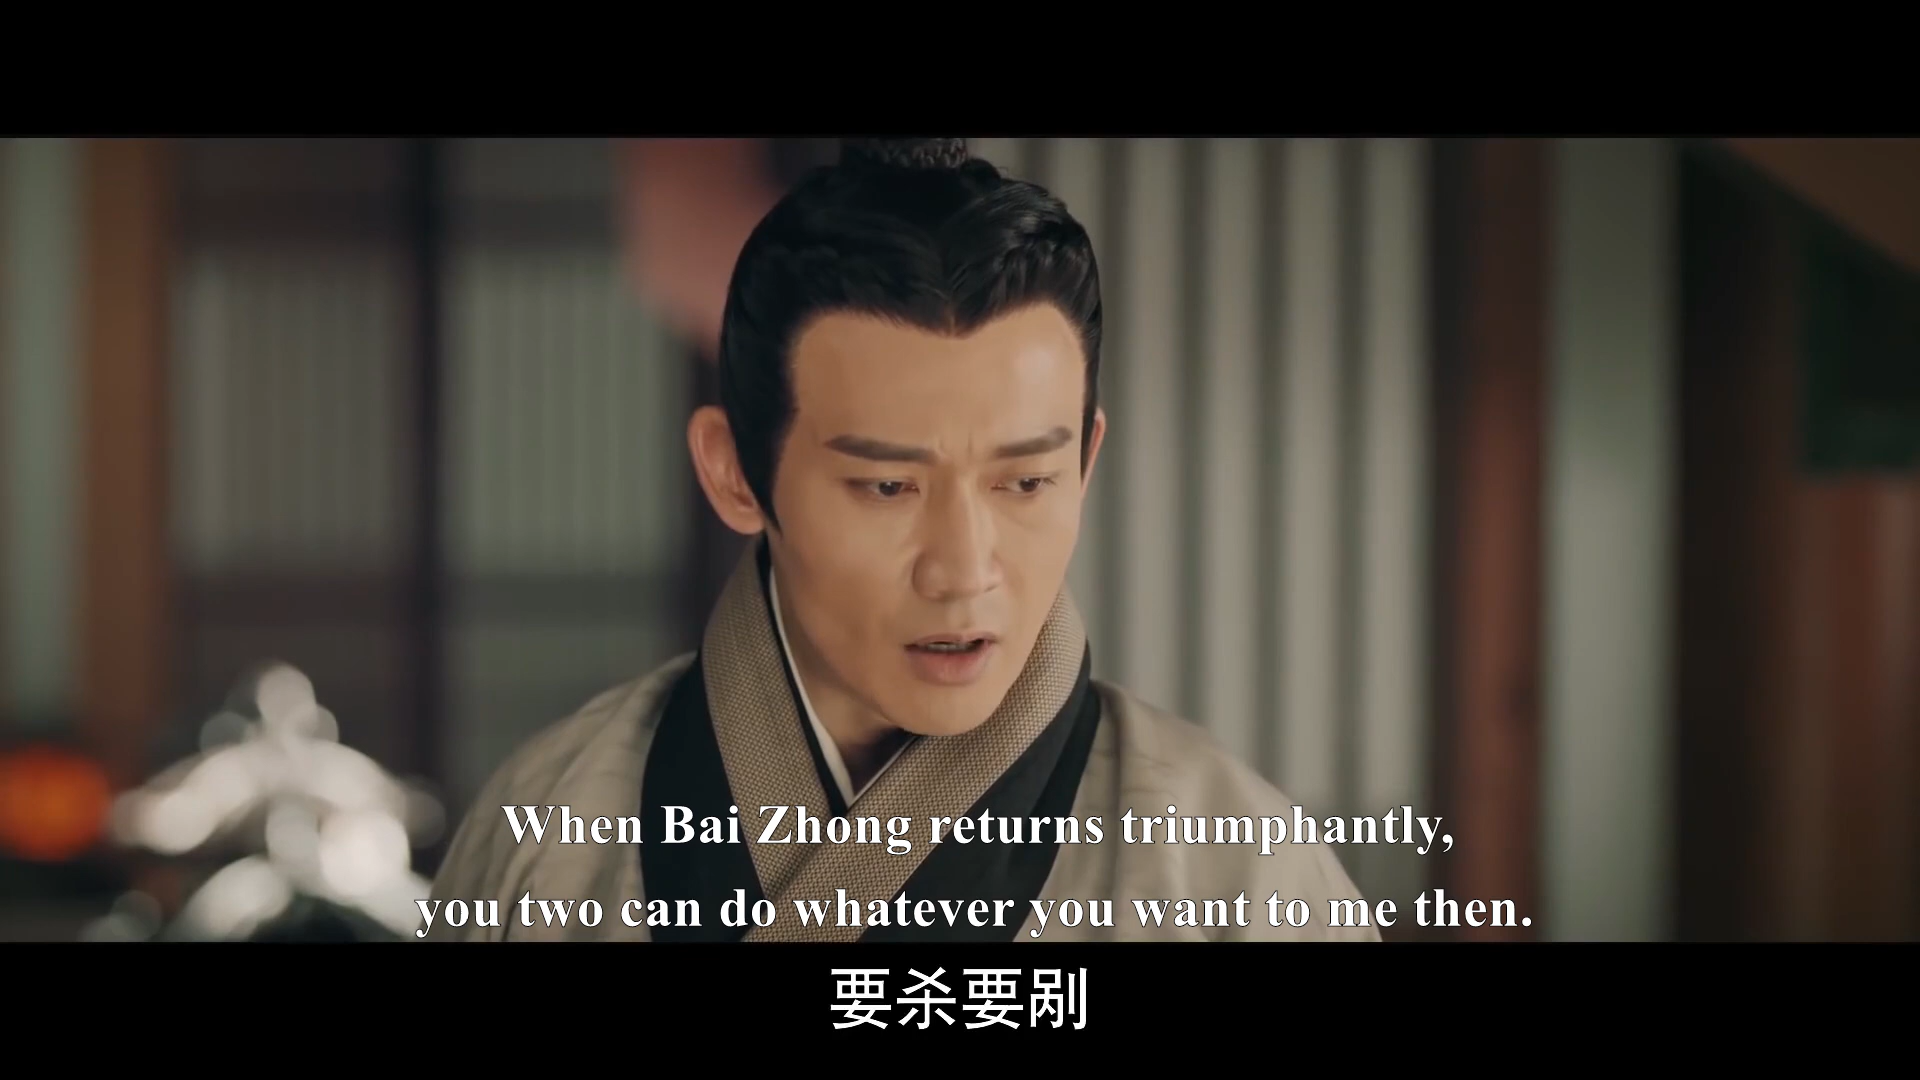 When Bai Zhong returns triumphantly,
you two can do whatever you want to me then.
要杀要剐